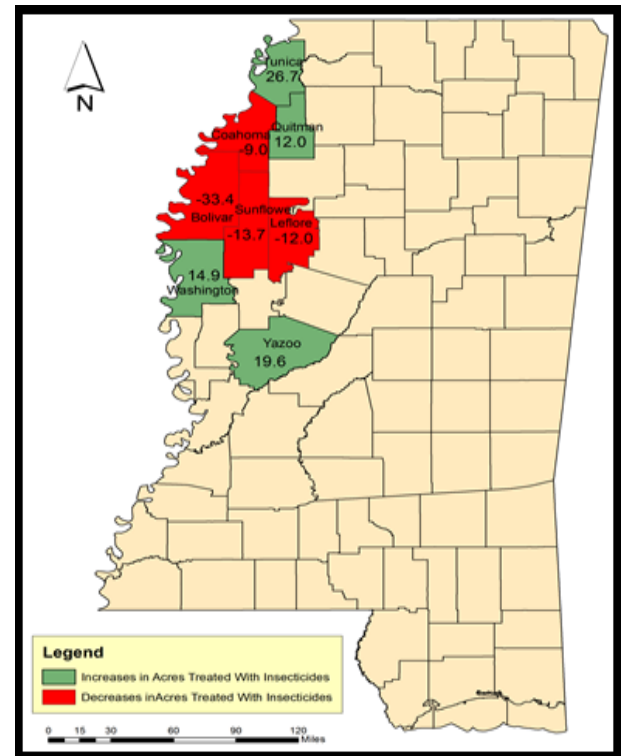 Tunica
26.7
N
Quitman
12.0
Coahoma
-9.0
-33.4
Bolivar
Sunflowe
-13.7
Leflore
-12.0
14.9
Washington
Yazoo
19.6
Legend
Increases in Acres Treated With Insecticides
Decreases inAcres Treated With Insecticides
0 15 30 60 90 120
Miles